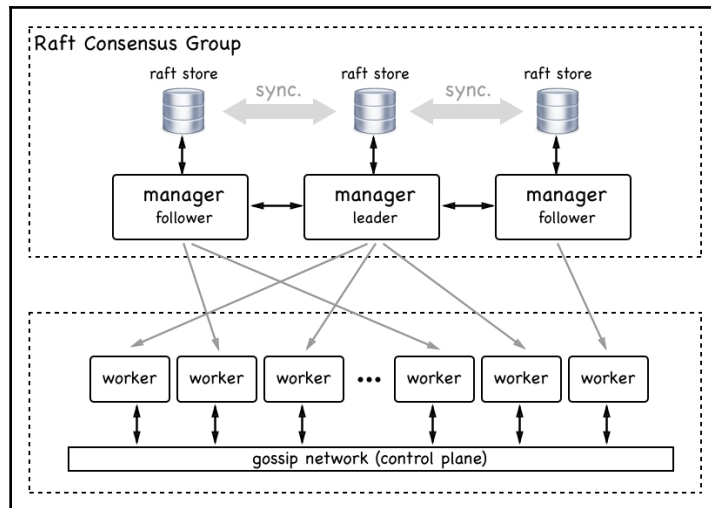 Raft Consensus Group
raft store
raft store
raft store
sync.
sync.
manager
follower
manager
leader
manager
follower
worker
worker
worker
•••
worker
worker
worker
gossip network (control plane)